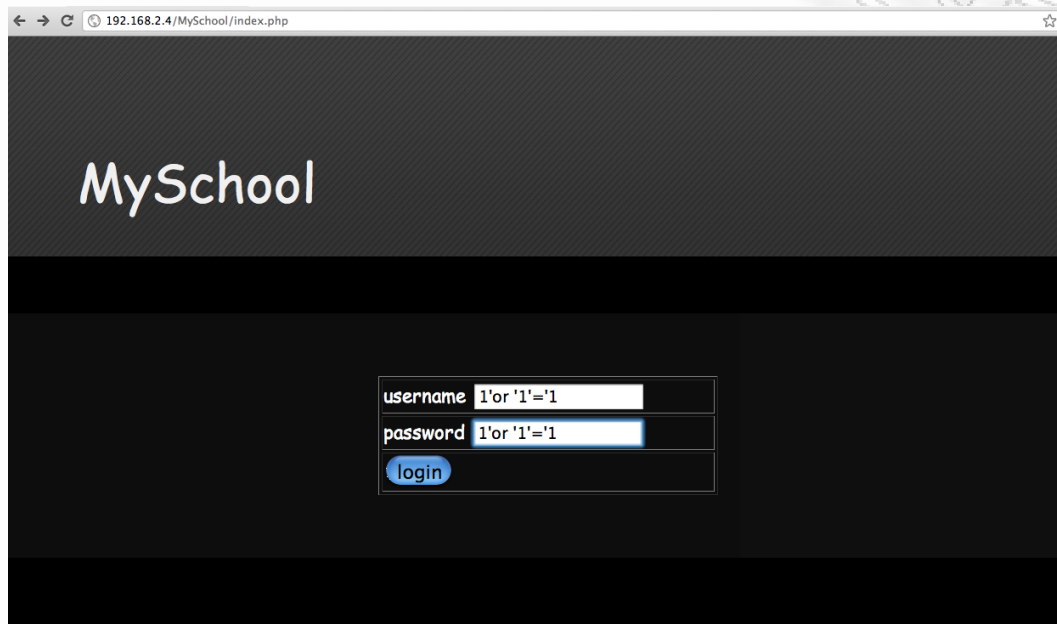 192.168.2.4/MySchool/index.php
MySchool
username 1'or '1'='1
password 1'or '1'='1
login